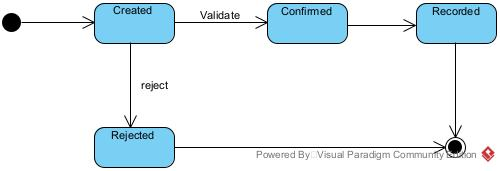 Created
Validate
Confirmed
Recorded
reject
Rejected
Powered By Visual Paradigm Community Edition